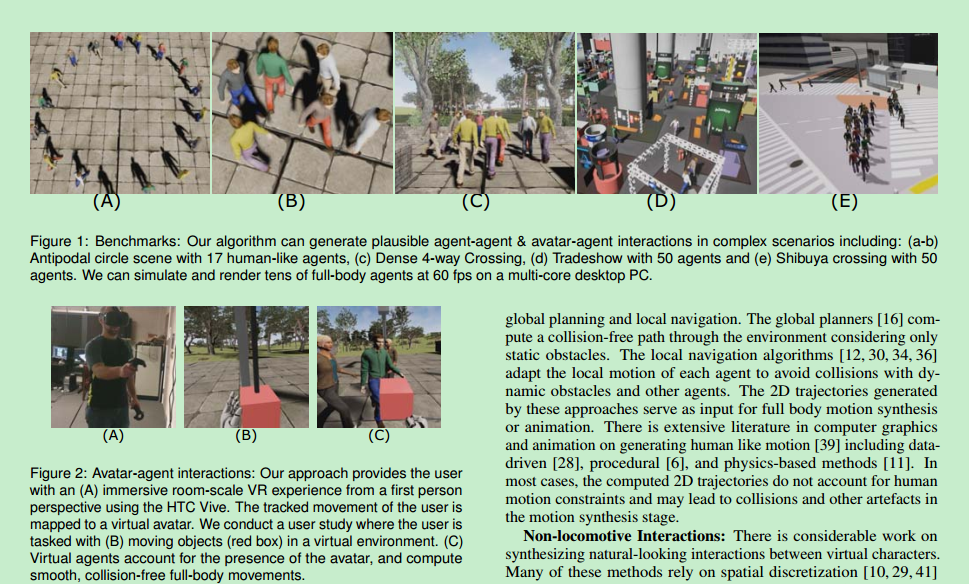 (A)
(B)
(C)
(D)
(E)
Figure 1: Benchmarks: Our algorithm can generate plausible agent-agent & avatar-agent interactions in complex scenarios including: (a-b)
Antipodal circle scene with 17 human-like agents, (c) Dense 4-way Crossing, (d) Tradeshow with 50 agents and (e) Shibuya crossing with 50
agents. We can simulate and render tens of full-body agents at 60 fps on a multi-core desktop PC.
(A)
(B)
(C)
Figure 2: Avatar-agent interactions: Our approach provides the user
with an (A) immersive room-scale VR experience from a first person
perspective using the HTC Vive. The tracked movement of the user is
mapped to a virtual avatar. We conduct a user study where the user is
tasked with (B) moving objects (red box) in a virtual environment. (C)
Virtual agents account for the presence of the avatar, and compute
smooth, collision-free full-body movements.
global planning and local navigation. The global planners [16] com-
pute a collision-free path through the environment considering only
static obstacles. The local navigation algorithms [12, 30, 34, 36]
adapt the local motion of each agent to avoid collisions with dy-
namic obstacles and other agents. The 2D trajectories generated
by these approaches serve as input for full body motion synthesis
or animation. There is extensive literature in computer graphics
and animation on generating human like motion [39] including data-
driven [28], procedural [6], and physics-based methods [11]. In
most cases, the computed 2D trajectories do not account for human
motion constraints and may lead to collisions and other artefacts in
the motion synthesis stage.
Non-locomotive Interactions: There is considerable work on
synthesizing natural-looking interactions between virtual characters.
Many of these methods rely on spatial discretization [10, 29, 41]